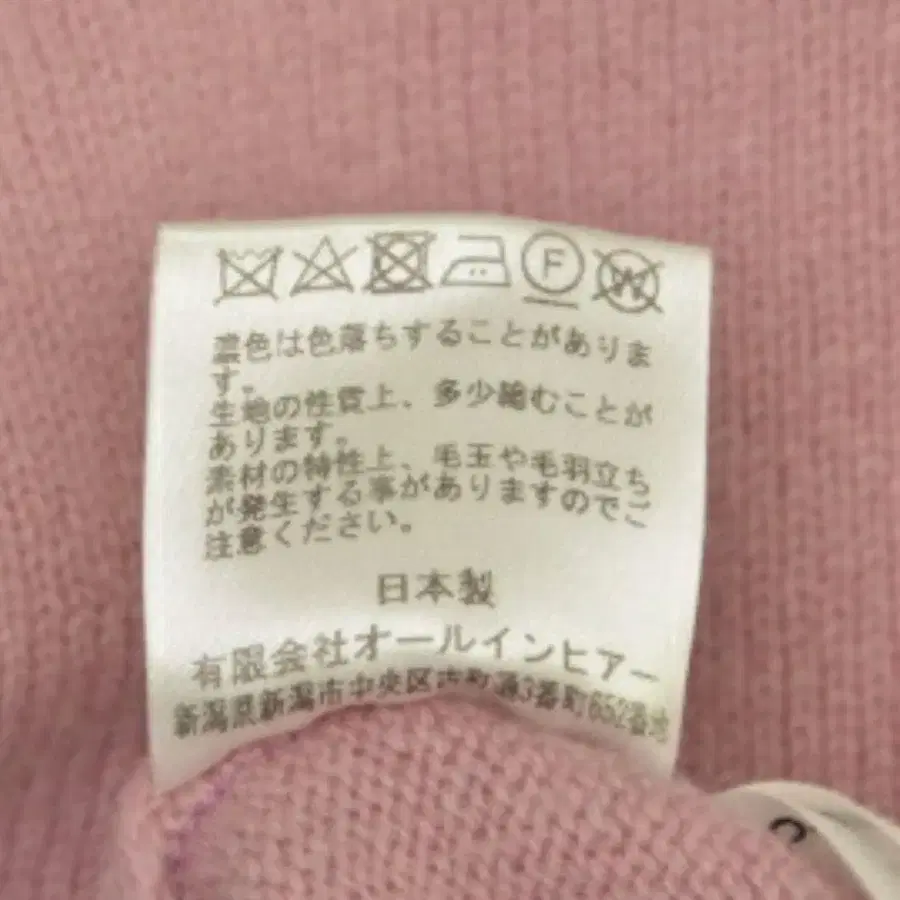 F W
濃色は色落ちすることがありま
す。
生地の性質上、多少縮むことが
あります。
素材の特性上、毛玉や毛羽立ち
が発生する事がありますのでご
注意ください。
日本製
有限会社オールインヒアー
新潟県新潟市中央区古町通3番町652番地